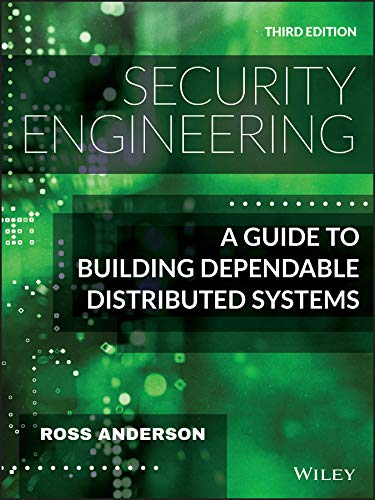 THIRD EDITION
SECURITY
ENGINEERING
A GUIDE TO
BUILDING DEPENDABLE
DISTRIBUTED SYSTEMS
ROSS ANDERSON
WILEY